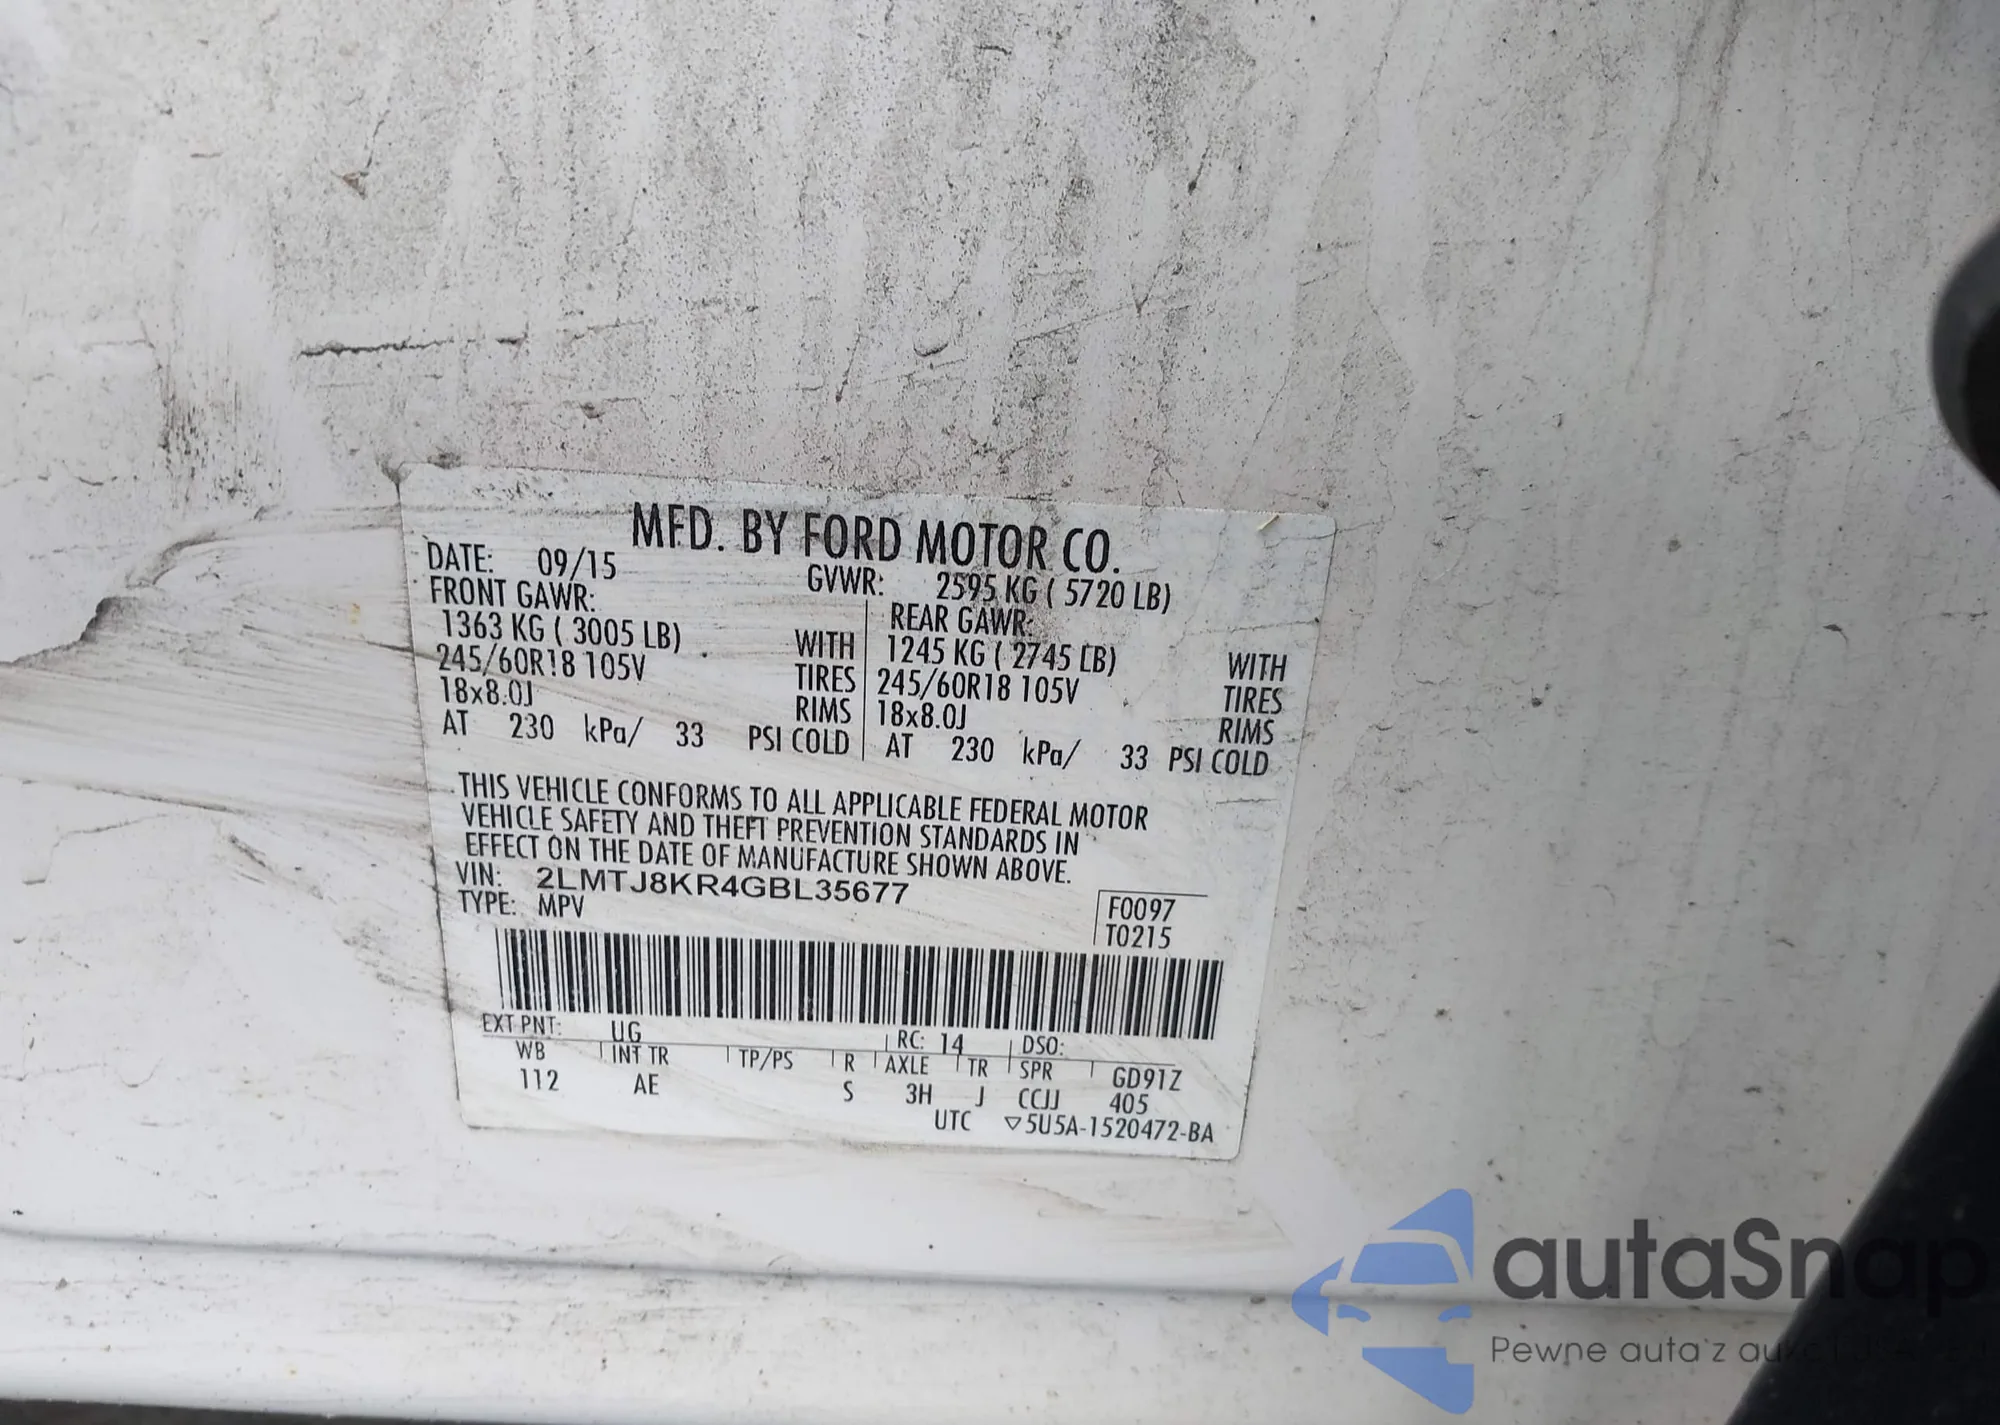 MFD. BY FORD MOTOR CO.
DATE: 09/15 GVWR: 2595 KG ( 5720 LB)
FRONT GAWR: REAR GAWR:
1363 KG ( 3005 LB) WITH 1245 KG ( 2745 LB) WITH
245/60R18 105V TIRES 245/60R18 105V TIRES
18x8.0J RIMS 18x8.0J RIMS
AT 230 kPa/ 33 PSI COLD AT 230 kPa/ 33 PSI COLD
THIS VEHICLE CONFORMS TO ALL APPLICABLE FEDERAL MOTOR
VEHICLE SAFETY AND THEFT PREVENTION STANDARDS IN
EFFECT ON THE DATE OF MANUFACTURE SHOWN ABOVE.
VIN: 2LMTJ8KR4GBL35677
TYPE: MPV F0097
T0215
EXT PNT: UG RC: 14 DSO:
WB INT TR TP/PS R AXLE TR SPR GD91Z
112 AE S 3H J CCJJ 405
UTC ▽5U5A-1520472-BA
autaSnap
Pewne auta z